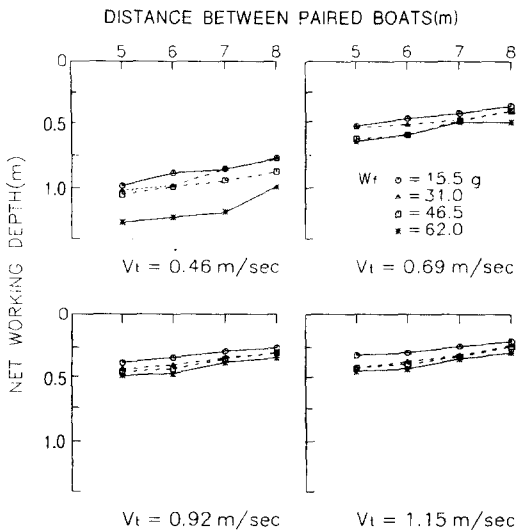 DISTANCE BETWEEN PAIRED BOATS(m)
5 6 7 8 5 6 7 8
0
0.5
1.0
NET WORKING DEPTH(m)
Wf = 15.5 g
= 31.0
= 46.5
= 62.0
Vt = 0.46 m/sec Vt = 0.69 m/sec
0
0.5
1.0
Vt = 0.92 m/sec Vt = 1.15 m/sec